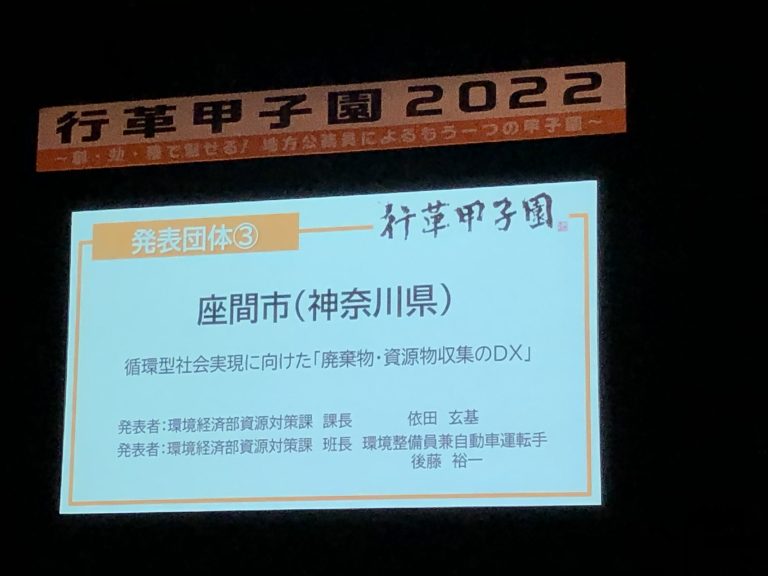 行革甲子園2022
~創・効・絆で魅せる! 地方公務員によるもう一つの甲子園~
行革甲子園
発表団体③
座間市(神奈川県)
循環型社会実現に向けた「廃棄物・資源物収集のDX」
発表者:環境経済部資源対策課 課長 依田 玄基
発表者:環境経済部資源対策課 班長 環境整備員兼自動車運転手
後藤 裕一